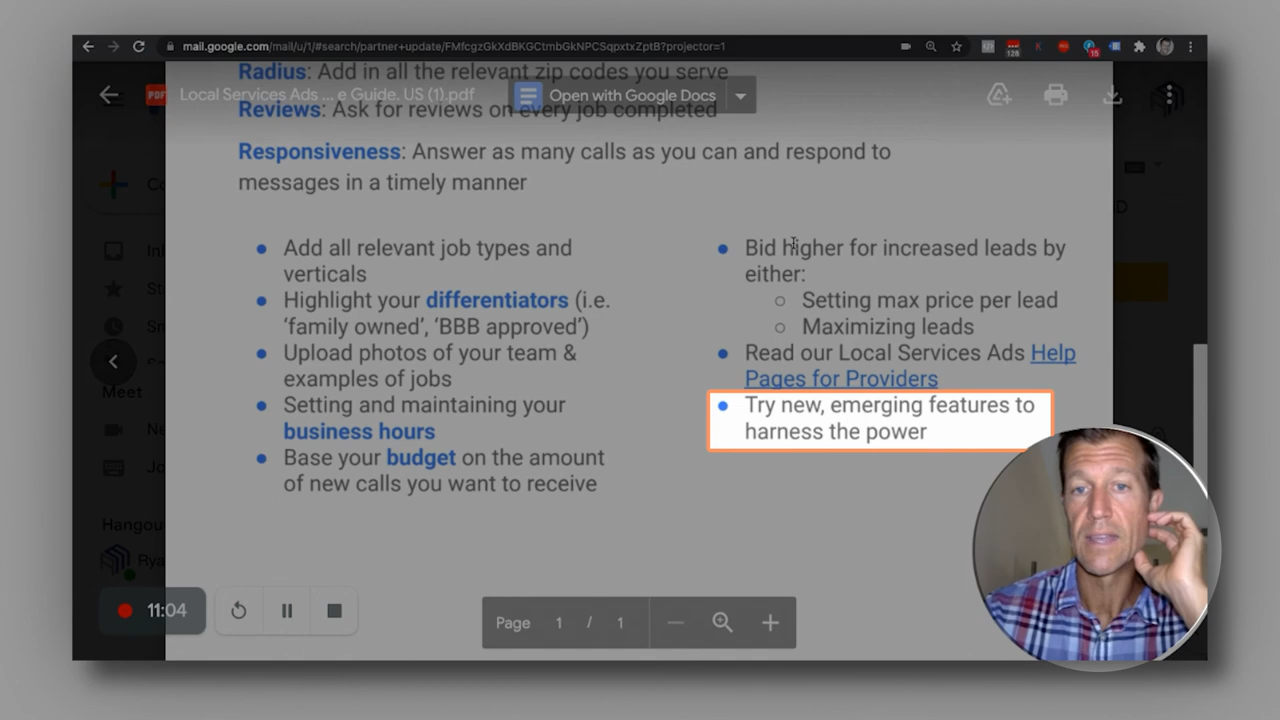 mail.google.com/mail/u/1/#search/partner+update/FMfcgzGkXdBKGCtmbGkNPCSqpxtxZptB?projector=1
128
K
15
Radius: Add in all the relevant zip codes you serve
PDF
Local Services Ads ... e Guide. US (1).pdf
Open with Google Docs
Reviews: Ask for reviews on every job completed
Responsiveness: Answer as many calls as you can and respond to
messages in a timely manner
Add all relevant job types and
verticals
Highlight your differentiators (i.e.
‘family owned’, ‘BBB approved’)
Upload photos of your team &
examples of jobs
Setting and maintaining your
business hours
Base your budget on the amount
of new calls you want to receive
Bid higher for increased leads by
either:
Setting max price per lead
Maximizing leads
Read our Local Services Ads Help
Pages for Providers
Try new, emerging features to
harness the power
Meet
Hangou
Rya
11:04
Page 1 / 1